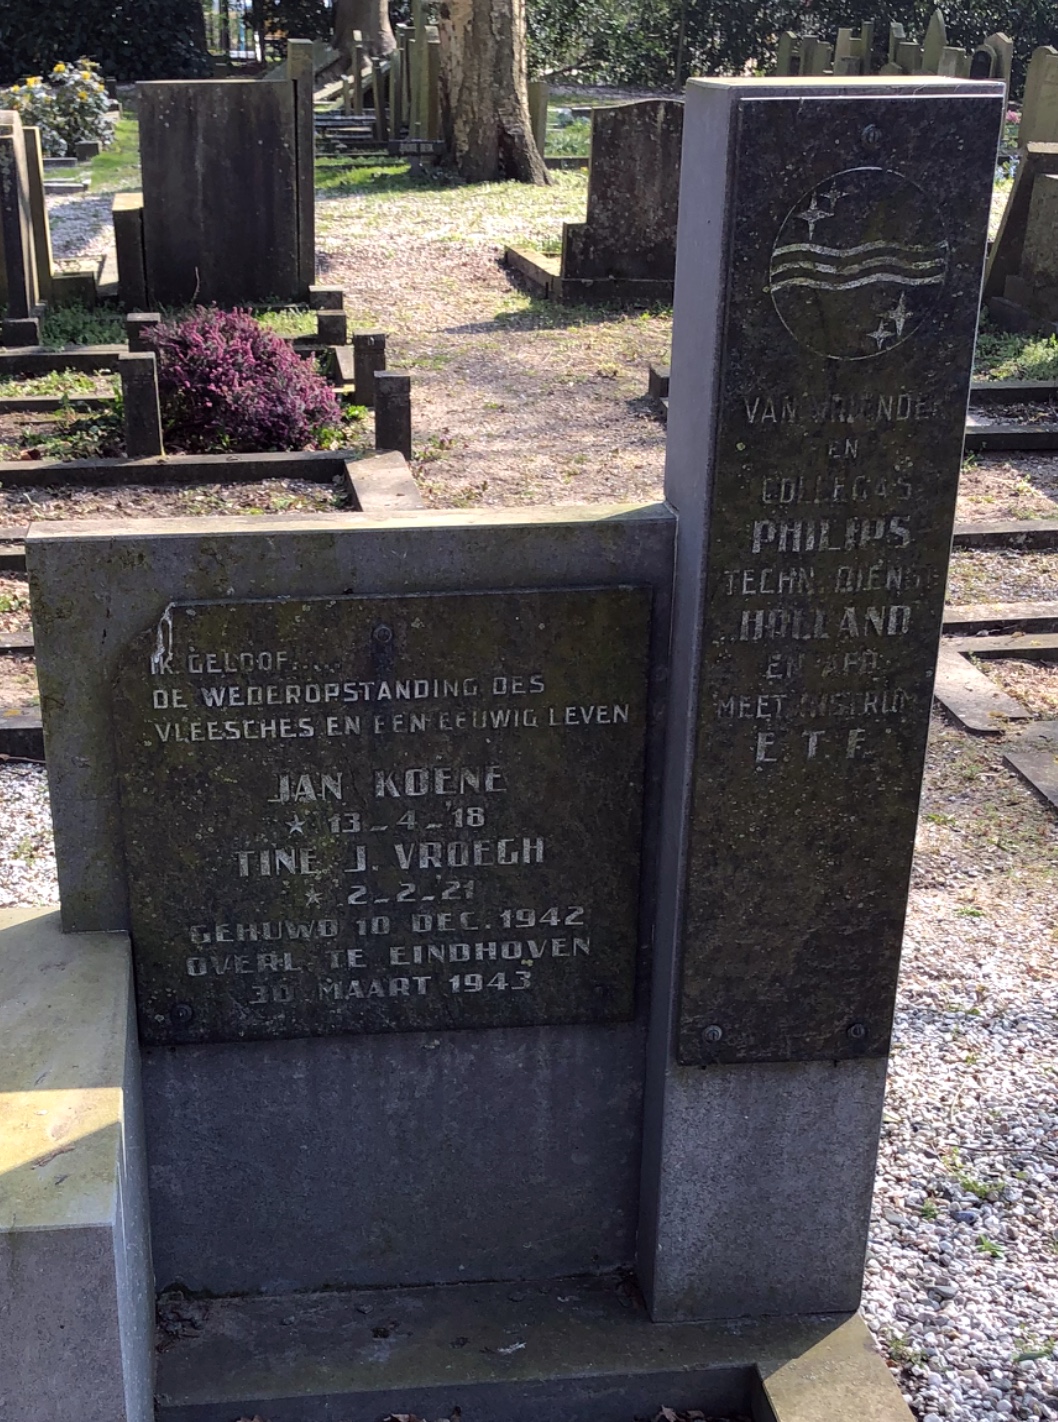 IK GELOOF.....
DE WEDEROPSTANDING DES
VLEESCHES EN EEN EEUWIG LEVEN
JAN KOENE
* 13-4-'18
TINE J. VROEGH
* 2-2-'21
GEHUWD 10 DEC. 1942
OVERL. TE EINDHOVEN
30 MAART 1943
VAN VRIENDEN
EN
COLLEGA'S
PHILIPS
TECHN. DIENST
HOLLAND
EN AFD.
MEET
E.T.F.